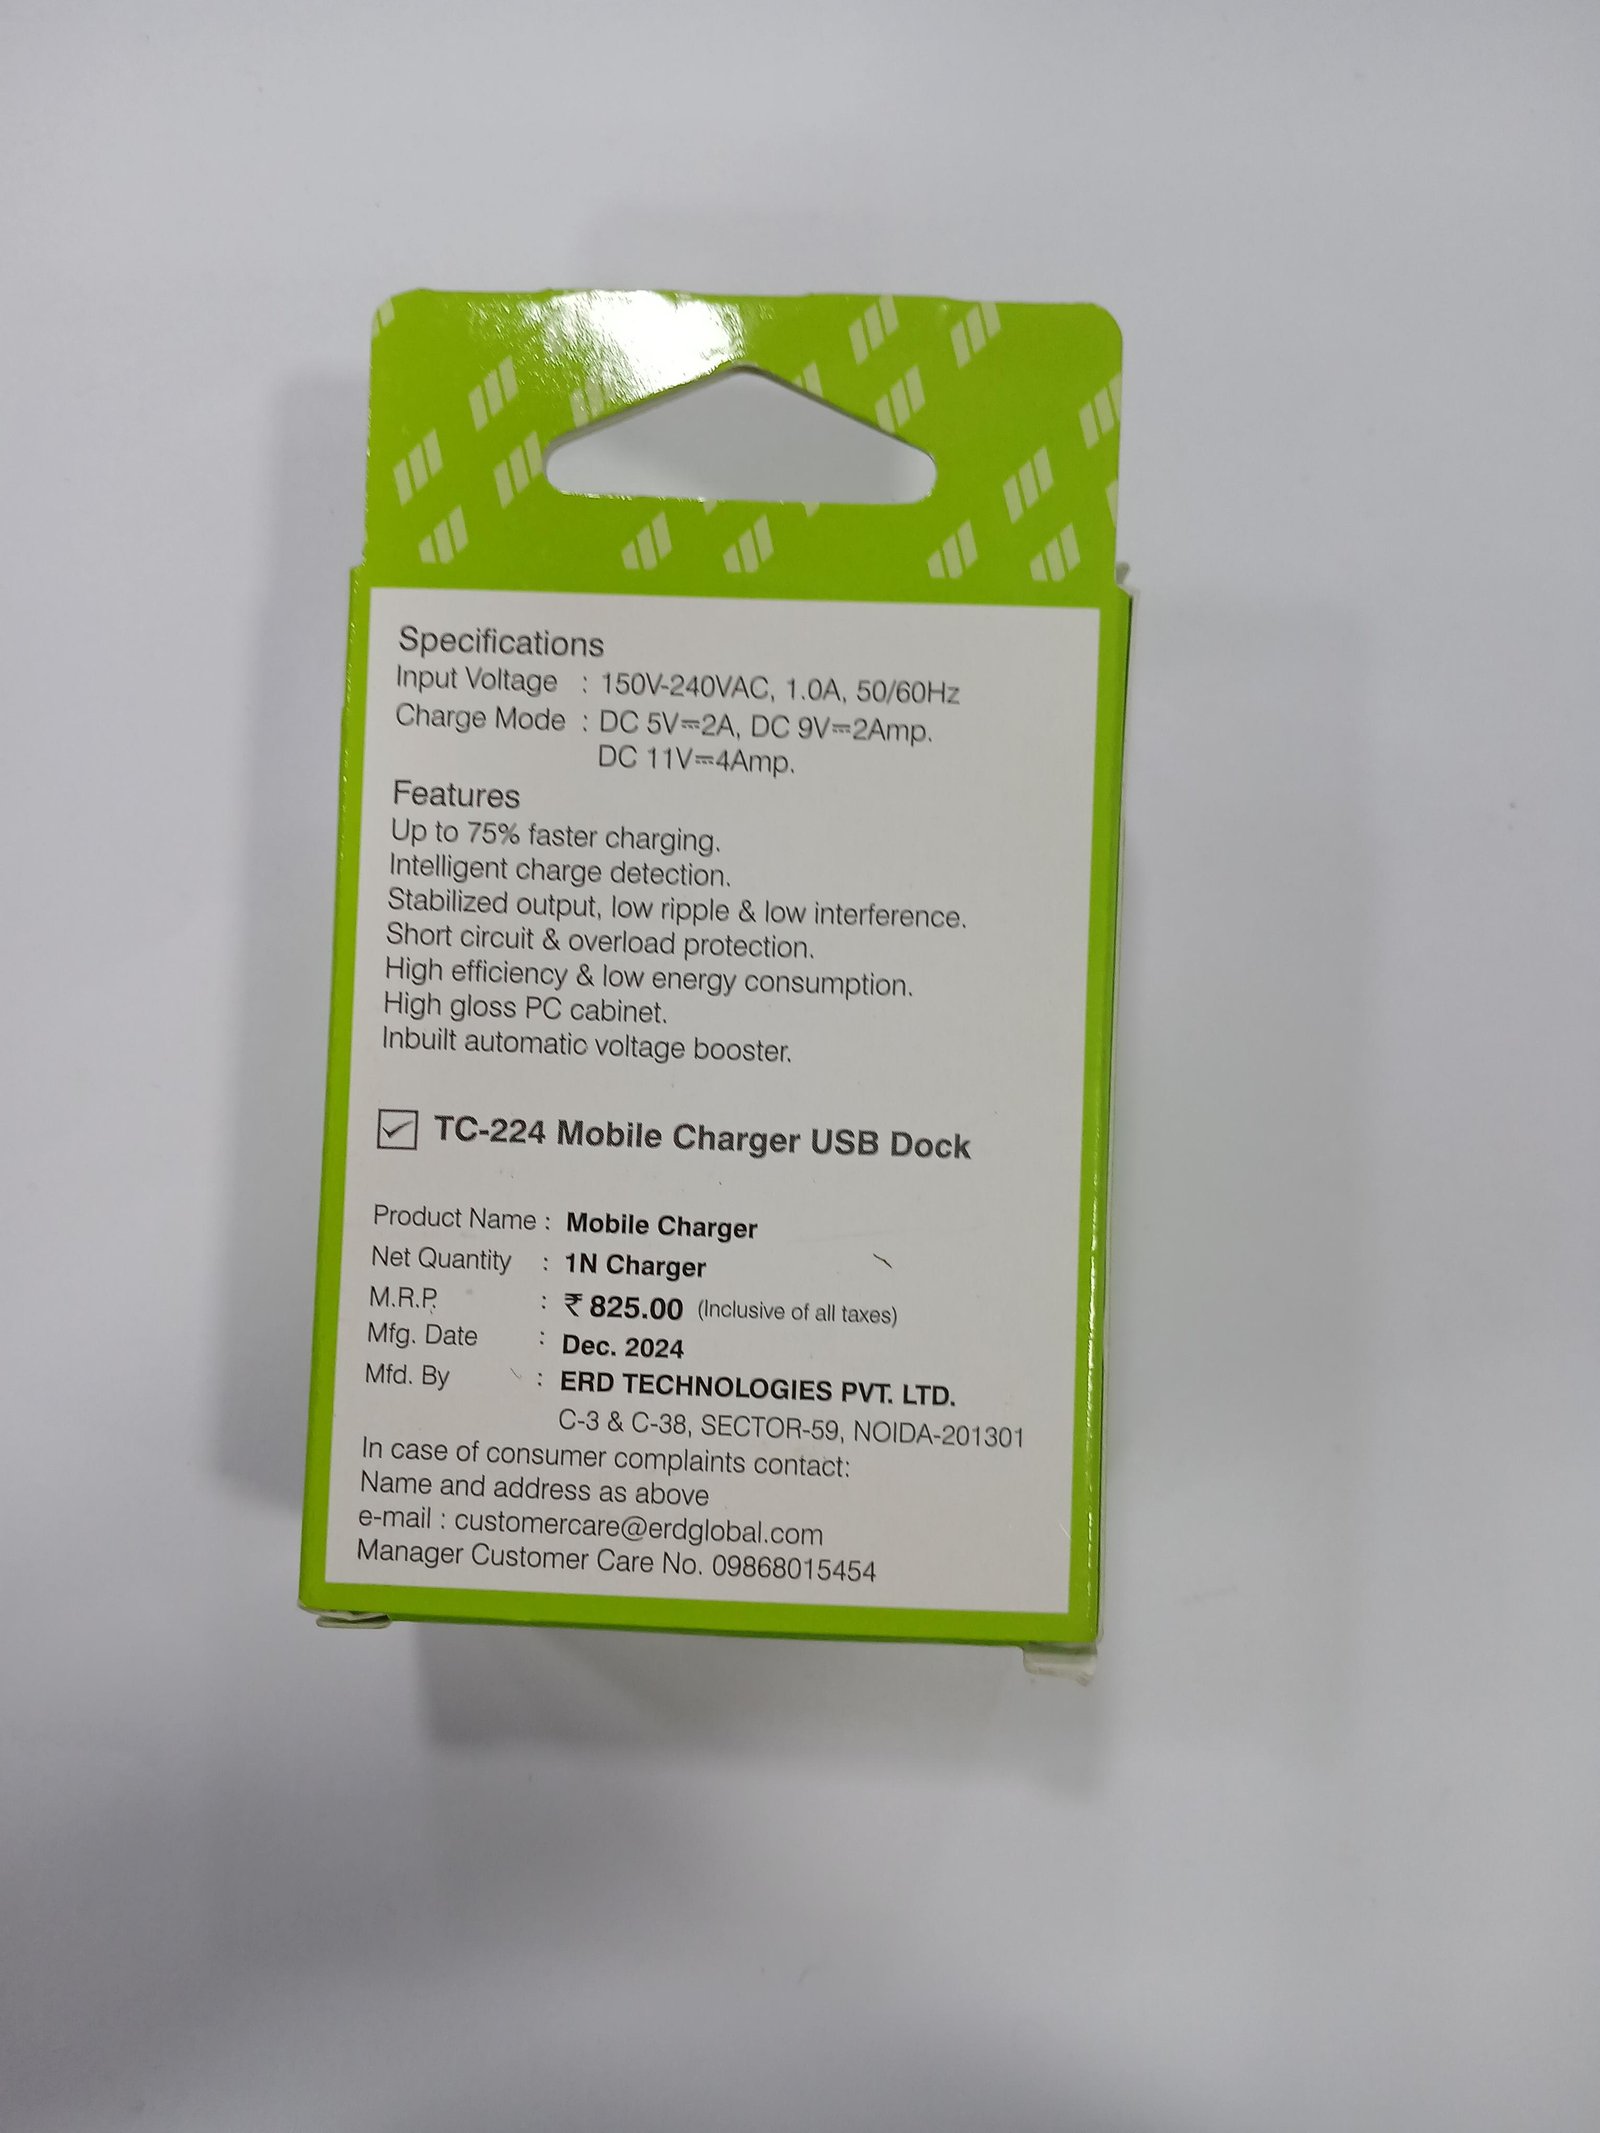 Specifications
Input Voltage : 150V-240VAC, 1.0A, 50/60Hz
Charge Mode : DC 5V⎓2A, DC 9V⎓2Amp.
DC 11V⎓4Amp.
Features
Up to 75% faster charging.
Intelligent charge detection.
Stabilized output, low ripple & low interference.
Short circuit & overload protection.
High efficiency & low energy consumption.
High gloss PC cabinet.
Inbuilt automatic voltage booster.
TC-224 Mobile Charger USB Dock
Product Name : Mobile Charger
Net Quantity : 1N Charger
M.R.P. : ₹ 825.00 (Inclusive of all taxes)
Mfg. Date : Dec. 2024
Mfd. By : ERD TECHNOLOGIES PVT. LTD.
C-3 & C-38, SECTOR-59, NOIDA-201301
In case of consumer complaints contact:
Name and address as above
e-mail : customercare@erdglobal.com
Manager Customer Care No. 09868015454